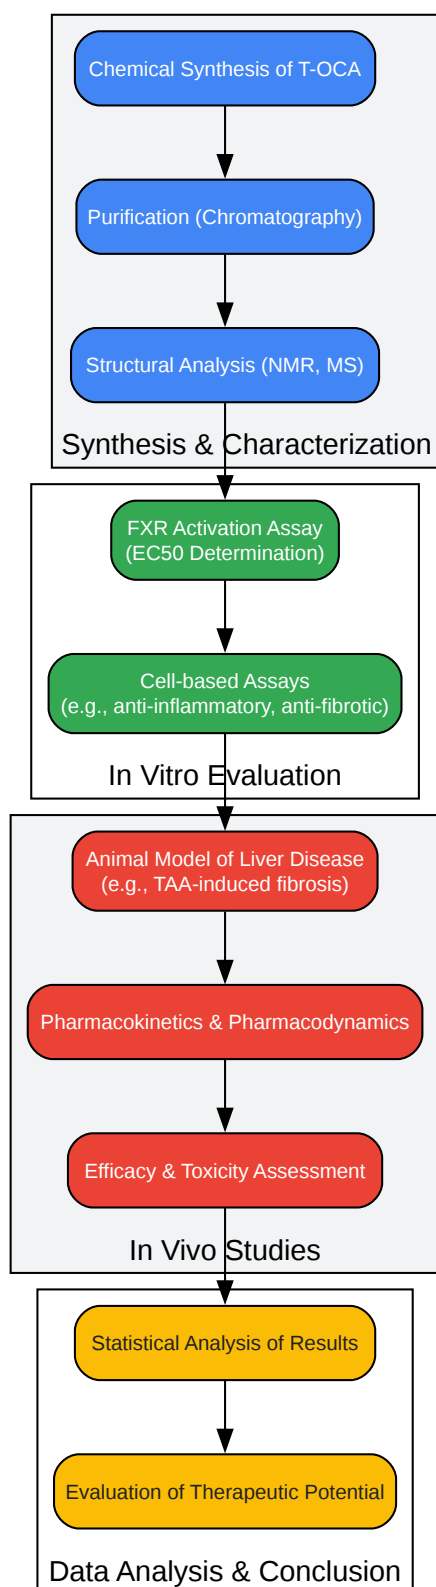 Chemical Synthesis of T-OCA
Purification (Chromatography)
Structural Analysis (NMR, MS)
Synthesis & Characterization
FXR Activation Assay
(EC50 Determination)
Cell-based Assays
(e.g., anti-inflammatory, anti-fibrotic)
In Vitro Evaluation
Animal Model of Liver Disease
(e.g., TAA-induced fibrosis)
Pharmacokinetics & Pharmacodynamics
Efficacy & Toxicity Assessment
In Vivo Studies
Statistical Analysis of Results
Evaluation of Therapeutic Potential
Data Analysis & Conclusion